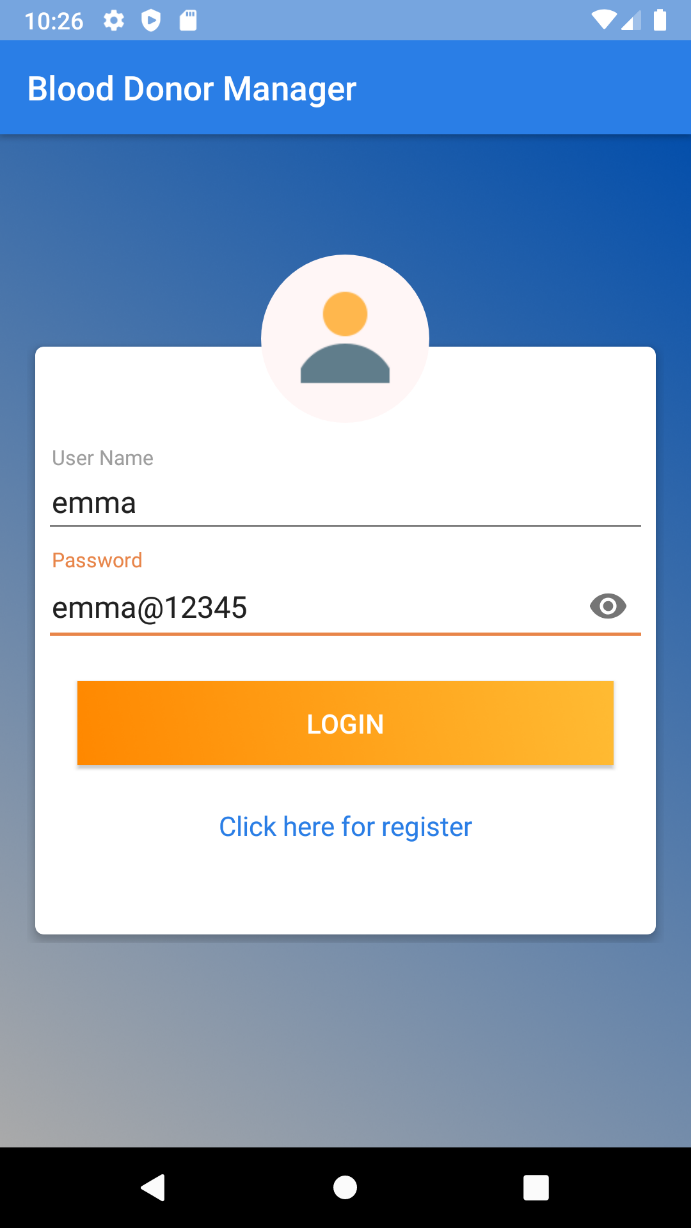 10:26
Blood Donor Manager
User Name
emma
Password
emma@12345
LOGIN
Click here for register